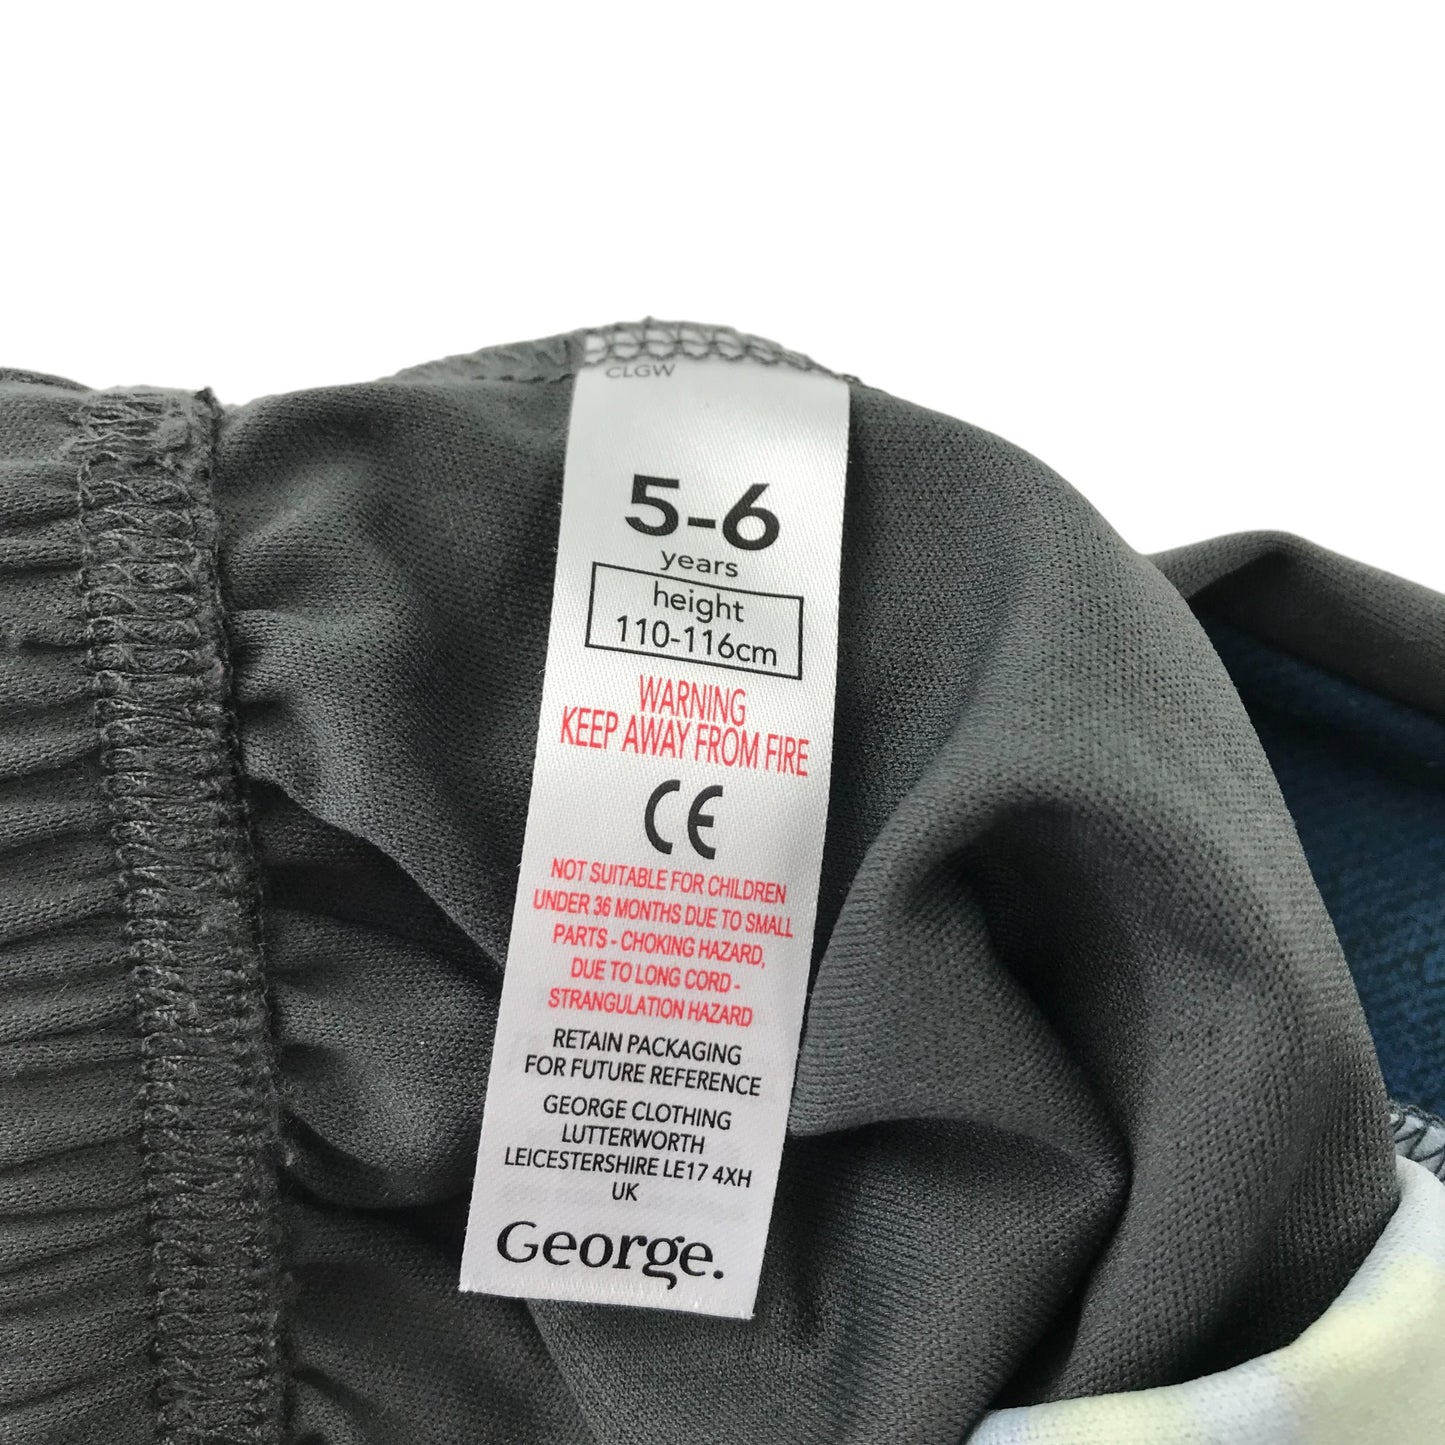 CLGW
5-6
years
height
110-116cm
WARNING
KEEP AWAY FROM FIRE
CE
NOT SUITABLE FOR CHILDREN
UNDER 36 MONTHS DUE TO SMALL
PARTS - CHOKING HAZARD,
DUE TO LONG CORD -
STRANGULATION HAZARD
RETAIN PACKAGING
FOR FUTURE REFERENCE
GEORGE CLOTHING
LUTTERWORTH
LEICESTERSHIRE LE17 4XH
UK
George.